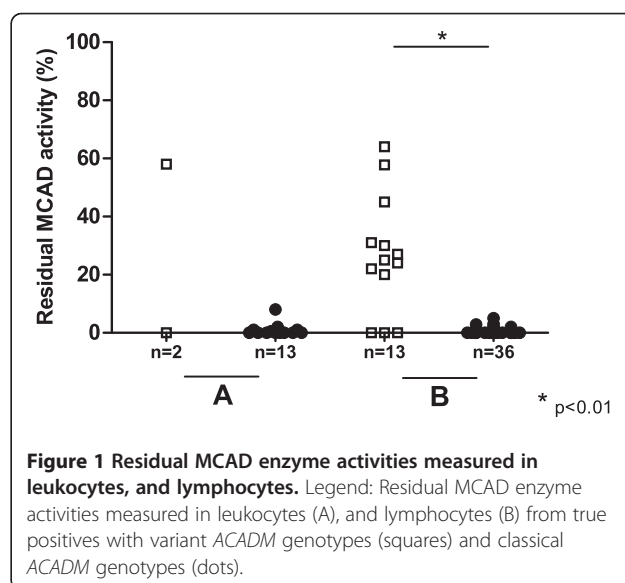 *
100
80
60
40
20
0
Residual MCAD activity (%)
n=2 n=13 n=13 n=36
A B
* p<0.01
Figure 1 Residual MCAD enzyme activities measured in
leukocytes, and lymphocytes. Legend: Residual MCAD enzyme
activities measured in leukocytes (A), and lymphocytes (B) from true
positives with variant ACADM genotypes (squares) and classical
ACADM genotypes (dots).